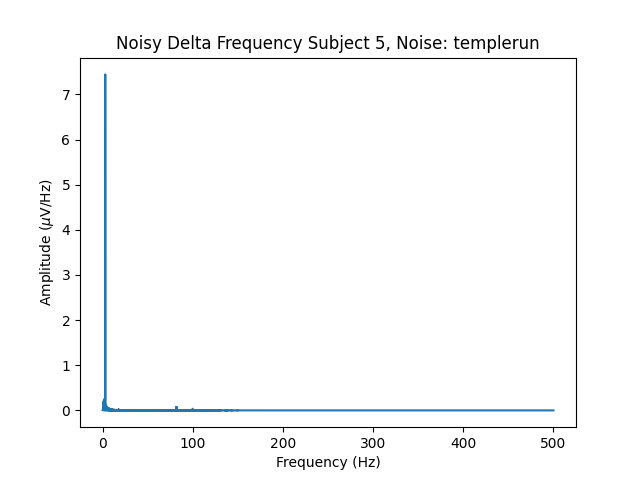 Noisy Delta Frequency Subject 5, Noise: templerun
7
6
5
4
3
2
1
0
Amplitude (μV/Hz)
0 100 200 300 400 500
Frequency (Hz)